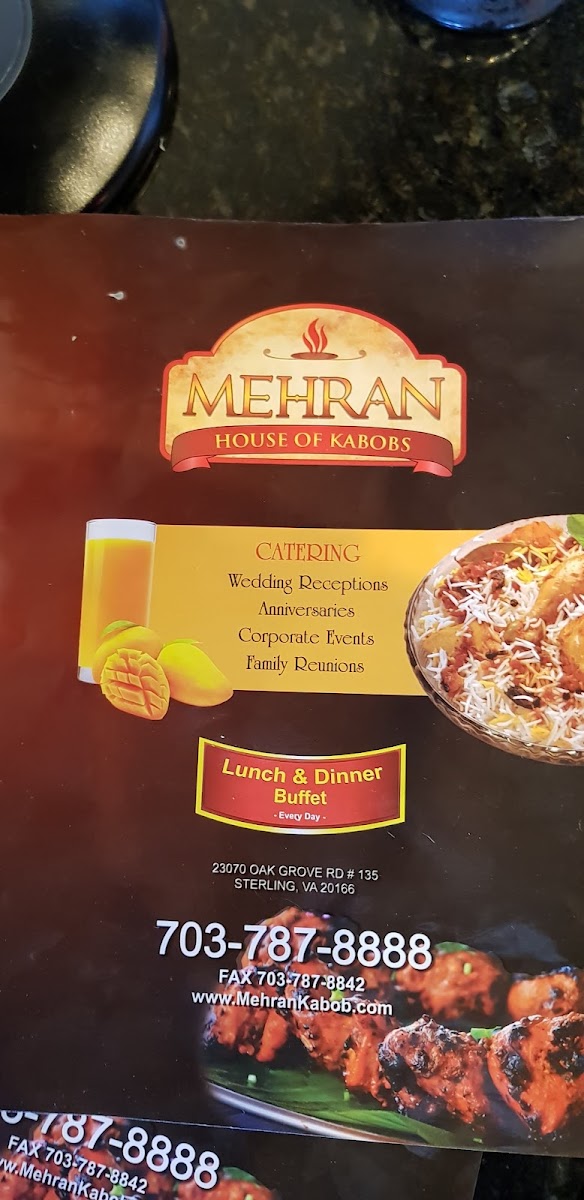 MEHRAN
HOUSE OF KABOBS
CATERING
Wedding Receptions
Anniversaries
Corporate Events
Family Reunions
Lunch & Dinner
Buffet
- Every Day -
23070 OAK GROVE RD # 135
STERLING, VA 20166
703-787-8888
FAX 703-787-8842
www.MehranKabob.com
-787-8888
FAX 703-787-8842